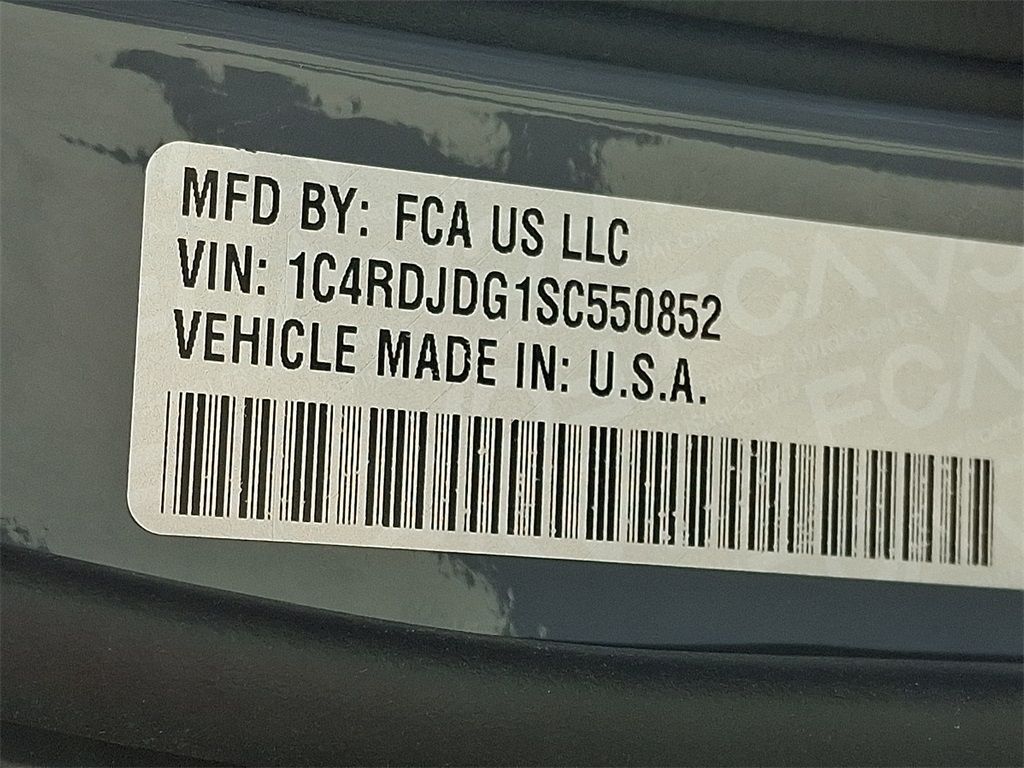 MFD BY: FCA US LLC
VIN: 1C4RDJDG1SC550852
VEHICLE MADE IN: U.S.A.